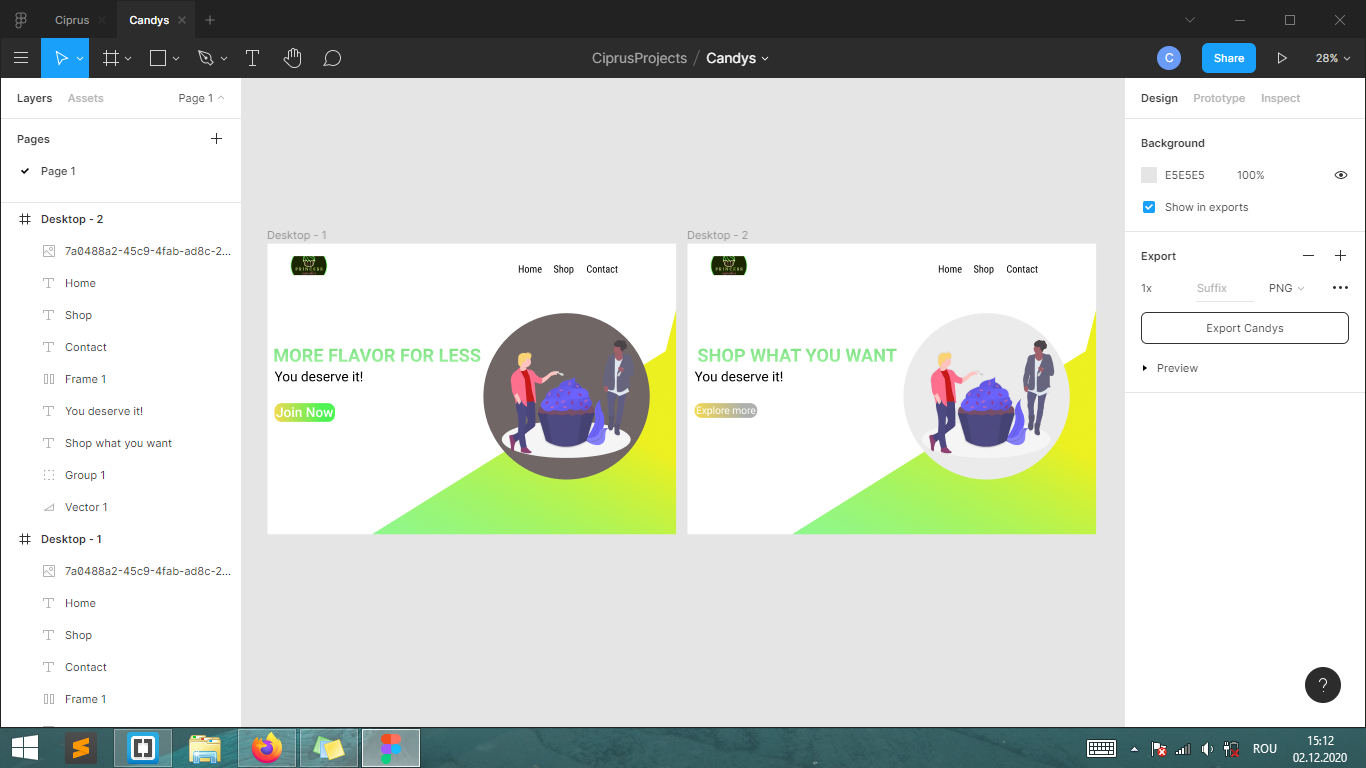 Ciprus
Candys
CiprusProjects / Candys
C
Share
28%
Layers
Assets
Page 1
Pages
Page 1
Desktop - 2
7a0488a2-45c9-4fab-ad8c-2...
Home
Shop
Contact
Frame 1
You deserve it!
Shop what you want
Group 1
Vector 1
Desktop - 1
7a0488a2-45c9-4fab-ad8c-2...
Home
Shop
Contact
Frame 1
Desktop - 1
PRINCESS
Home Shop Contact
MORE FLAVOR FOR LESS
You deserve it!
Join Now
Desktop - 2
PRINCESS
Home Shop Contact
SHOP WHAT YOU WANT
You deserve it!
Explore more
Design
Prototype
Inspect
Background
E5E5E5
100%
Show in exports
Export
1x
Suffix
PNG
Export Candys
Preview
?
ROU
15:12
02.12.2020